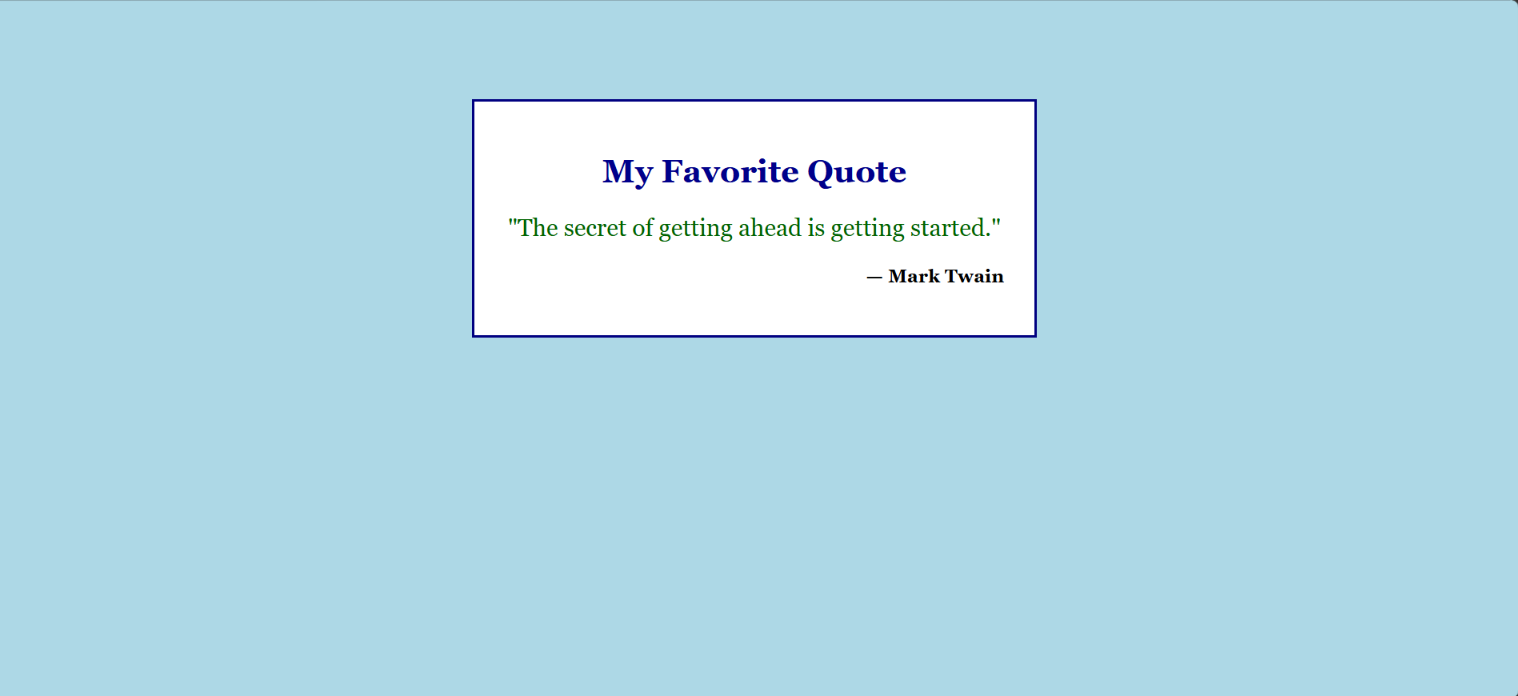 My Favorite Quote
"The secret of getting ahead is getting started."
— Mark Twain